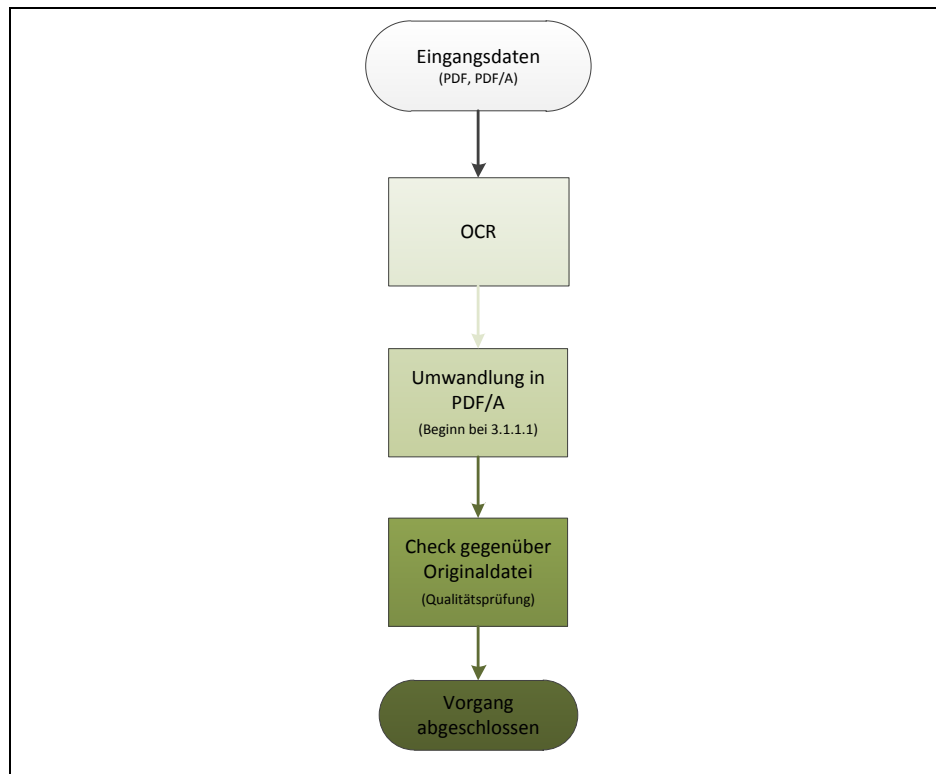 Eingangsdaten
(PDF, PDF/A)
OCR
Umwandlung in
PDF/A
(Beginn bei 3.1.1.1)
Check gegenüber
Originaldatei
(Qualitätsprüfung)
Vorgang
abgeschlossen